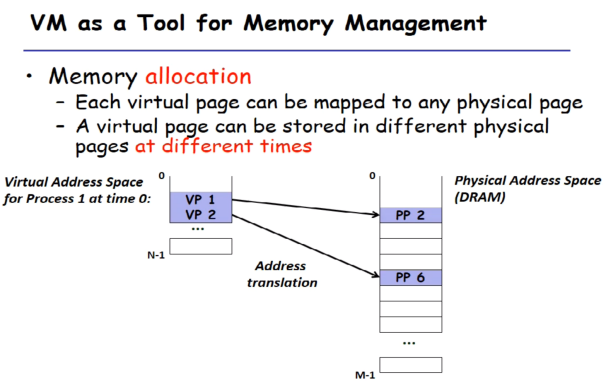 VM as a Tool for Memory Management
• Memory allocation
– Each virtual page can be mapped to any physical page
– A virtual page can be stored in different physical
pages at different times
Virtual Address Space
for Process 1 at time 0:
0
VP 1
VP 2
...
N-1
Address
translation
0
PP 2
PP 6
...
M-1
Physical Address Space
(DRAM)